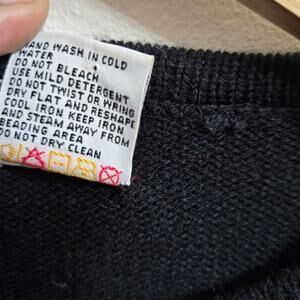 HAND WASH IN COLD
WATER
DO NOT BLEACH
USE MILD DETERGENT
DO NOT TWIST OR WRING
DRY FLAT AND RESHAPE
COOL IRON KEEP IRON
AND STEAM AWAY FROM
BEADING AREA
DO NOT DRY CLEAN